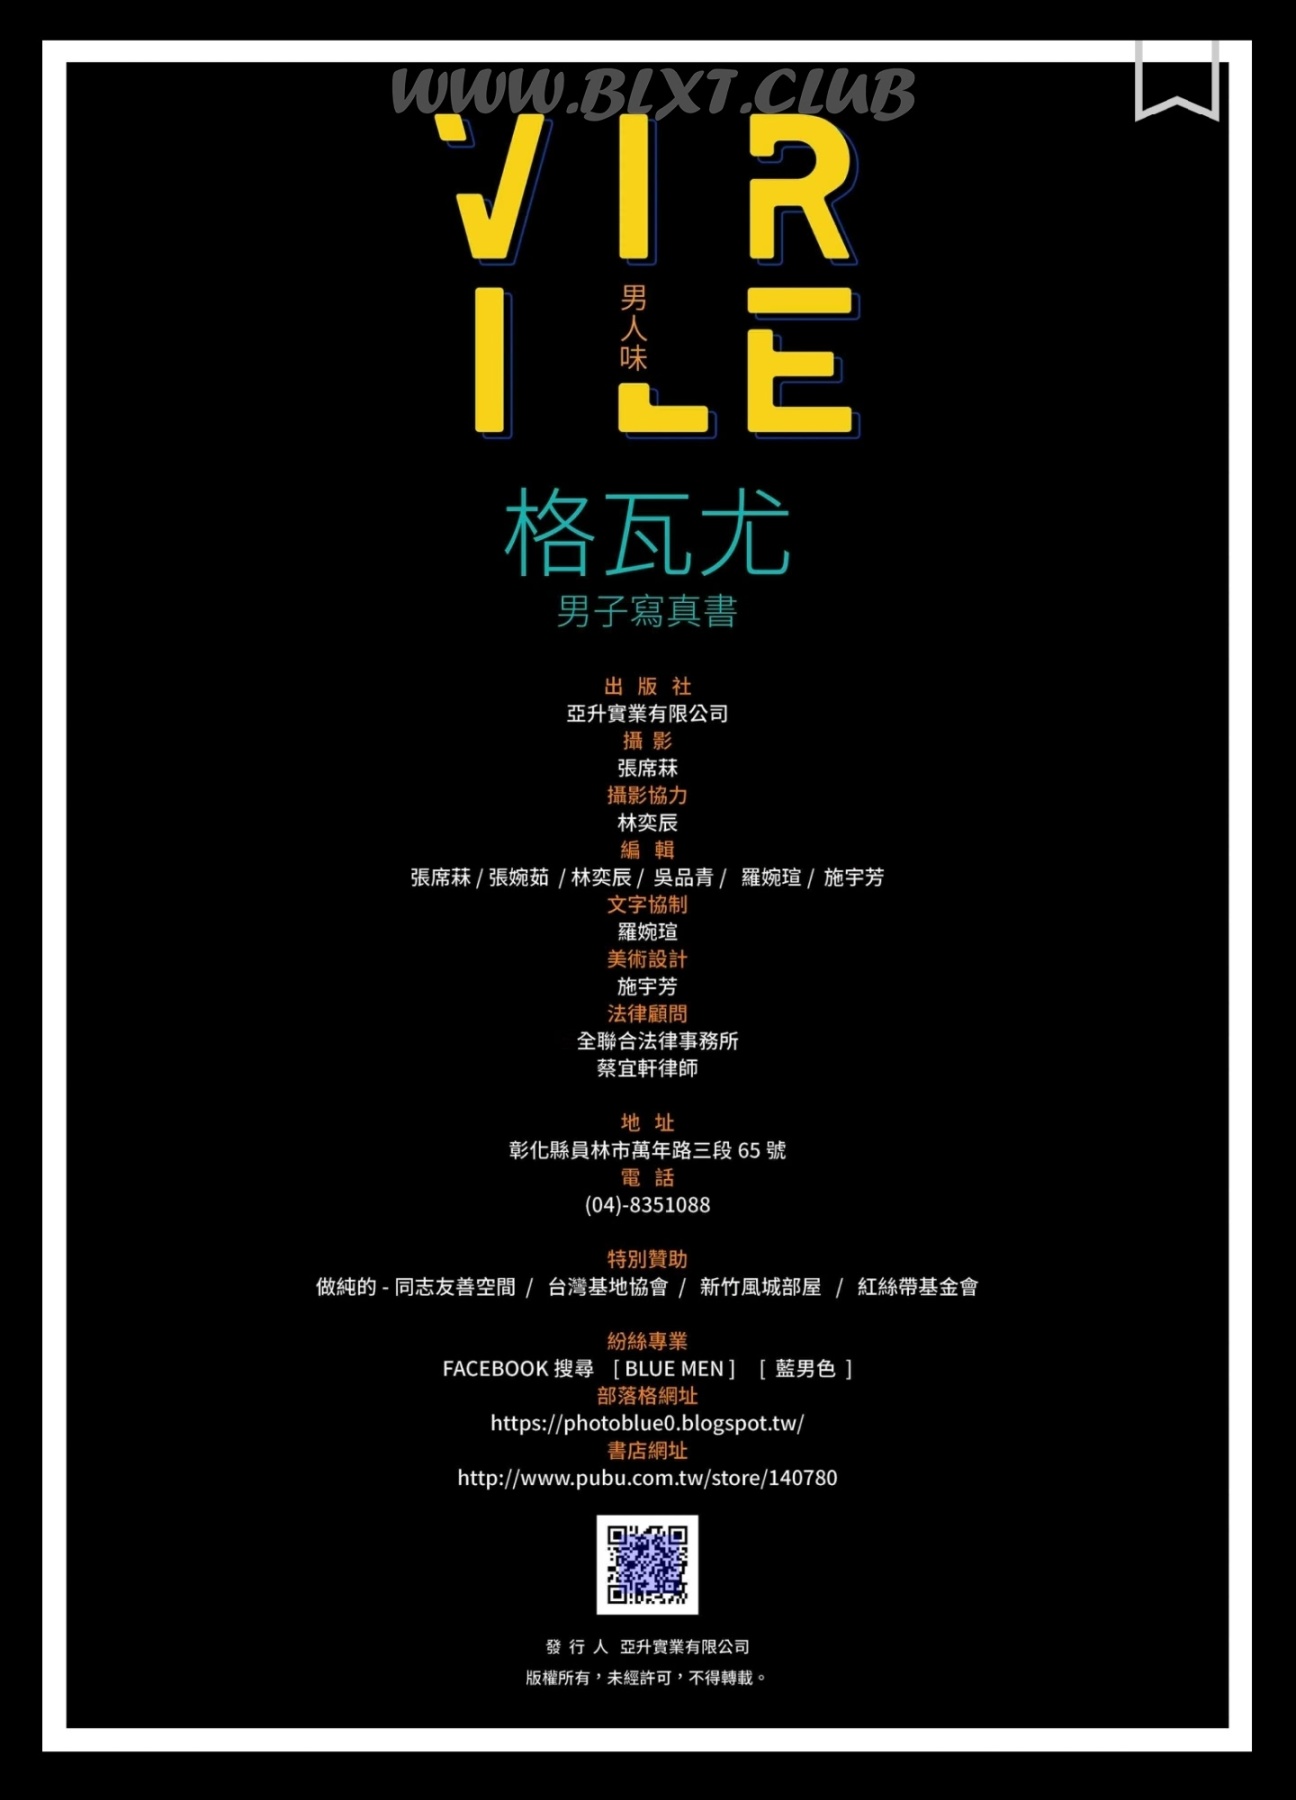 WWW.BLXT.CLUB
VIR
ILE
男人味
格瓦尤
男子寫真書
出 版 社
亞升實業有限公司
攝 影
張席菻
攝影協力
林奕辰
編 輯
張席菻 / 張婉茹 / 林奕辰 / 吳品青 / 羅婉瑄 / 施宇芳
文字協制
羅婉瑄
美術設計
施宇芳
法律顧問
全聯合法律事務所
蔡宜軒律師
地 址
彰化縣員林市萬年路三段 65 號
電 話
(04)-8351088
特別贊助
做純的 - 同志友善空間 / 台灣基地協會 / 新竹風城部屋 / 紅絲帶基金會
紛絲專業
FACEBOOK 搜尋 [ BLUE MEN ] [ 藍男色 ]
部落格網址
https://photoblue0.blogspot.tw/
書店網址
http://www.pubu.com.tw/store/140780
發 行 人 亞升實業有限公司
版權所有，未經許可，不得轉載。